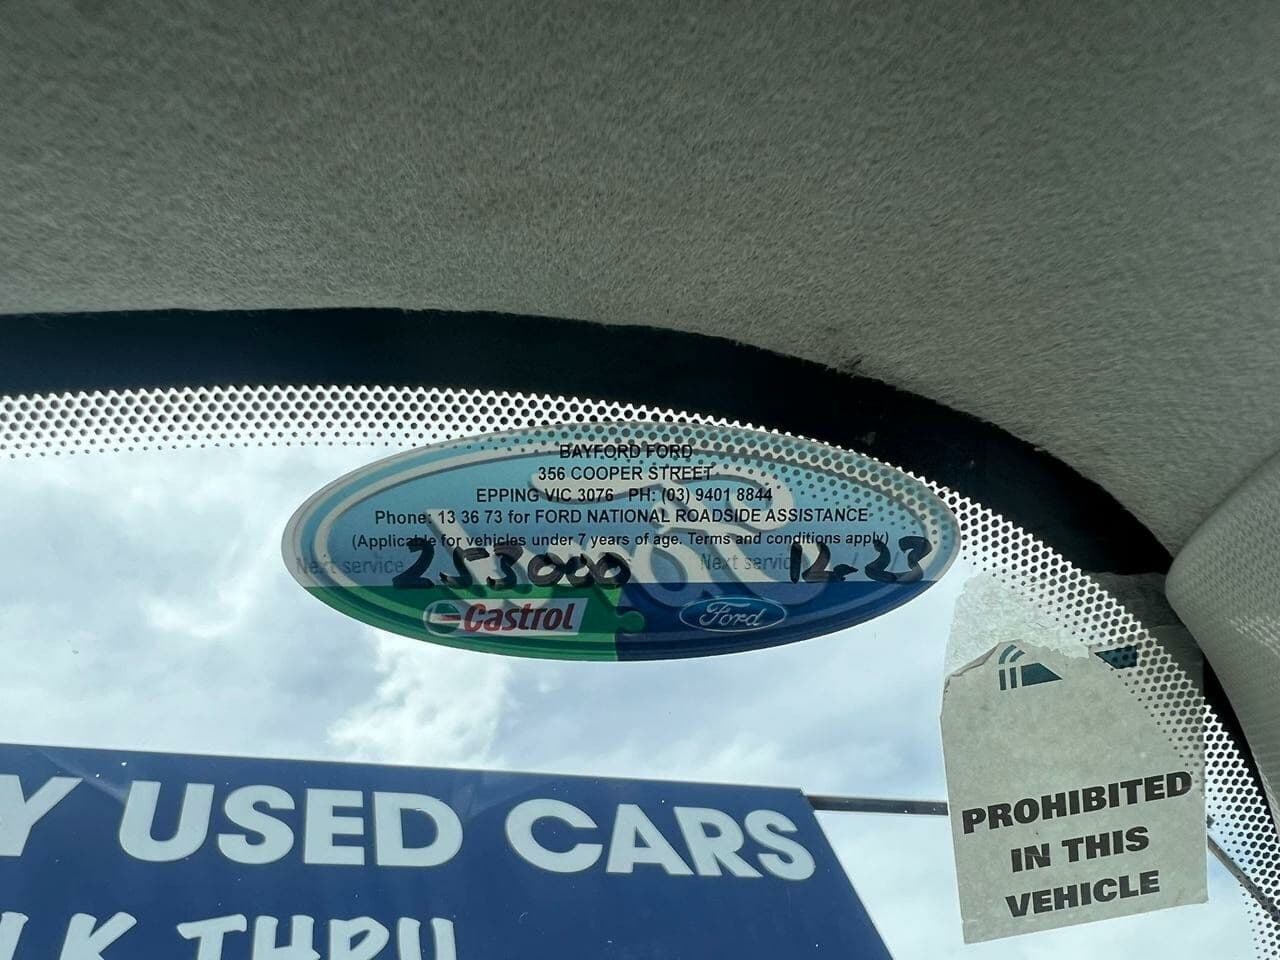 BAYFORD FORD
356 COOPER STREET
EPPING VIC 3076 PH: (03) 9401 8844
Phone: 13 36 73 for FORD NATIONAL ROADSIDE ASSISTANCE
(Applicable for vehicles under 7 years of age. Terms and conditions apply)
Next service 253000 Next service 12-23
Castrol Ford
PROHIBITED
IN THIS
VEHICLE
Y USED CARS
LK THRU